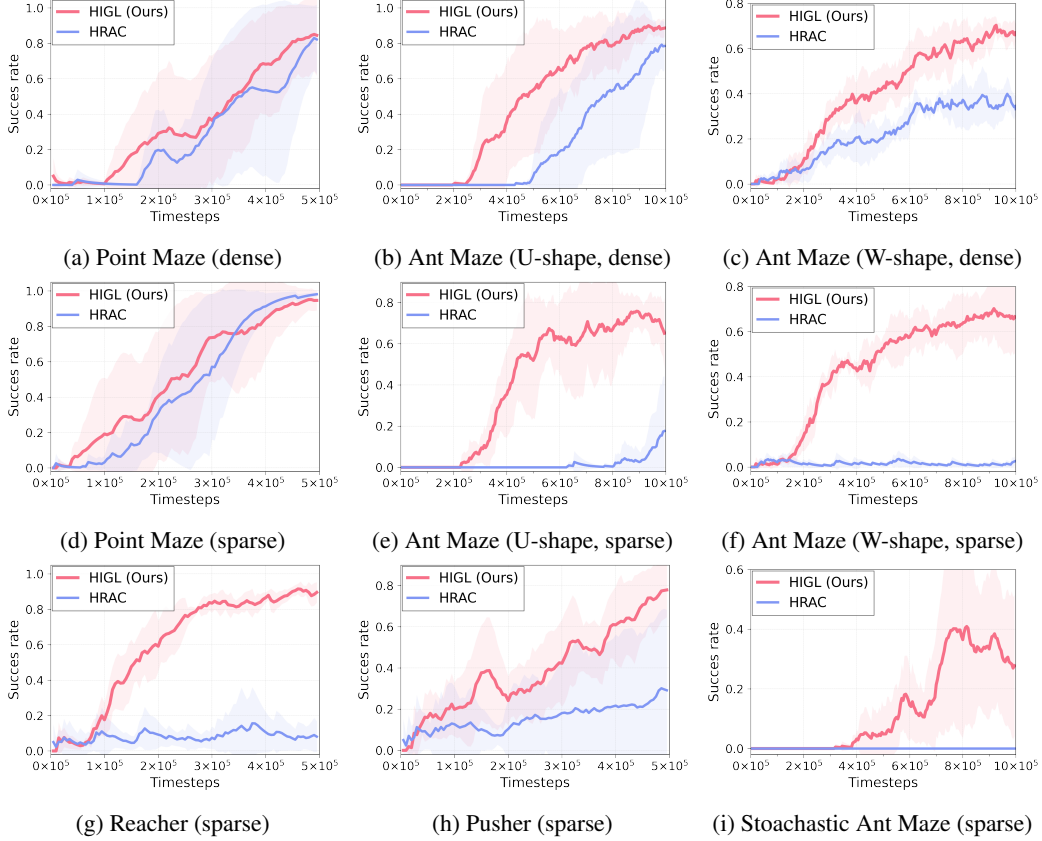 1.0
0.8
0.6
0.4
0.2
0.0
Succes rate
HIGL (Ours)
HRAC
0×10⁵ 1×10⁵ 2×10⁵ 3×10⁵ 4×10⁵ 5×10⁵
Timesteps
(a) Point Maze (dense)
1.0
0.8
0.6
0.4
0.2
0.0
Succes rate
HIGL (Ours)
HRAC
0×10⁵ 2×10⁵ 4×10⁵ 6×10⁵ 8×10⁵ 10×10⁵
Timesteps
(b) Ant Maze (U-shape, dense)
0.8
0.6
0.4
0.2
0.0
Succes rate
HIGL (Ours)
HRAC
0×10⁵ 2×10⁵ 4×10⁵ 6×10⁵ 8×10⁵ 10×10⁵
Timesteps
(c) Ant Maze (W-shape, dense)
1.0
0.8
0.6
0.4
0.2
0.0
Succes rate
HIGL (Ours)
HRAC
0×10⁵ 1×10⁵ 2×10⁵ 3×10⁵ 4×10⁵ 5×10⁵
Timesteps
(d) Point Maze (sparse)
0.8
0.6
0.4
0.2
0.0
Succes rate
HIGL (Ours)
HRAC
0×10⁵ 2×10⁵ 4×10⁵ 6×10⁵ 8×10⁵ 10×10⁵
Timesteps
(e) Ant Maze (U-shape, sparse)
0.8
0.6
0.4
0.2
0.0
Succes rate
HIGL (Ours)
HRAC
0×10⁵ 2×10⁵ 4×10⁵ 6×10⁵ 8×10⁵ 10×10⁵
Timesteps
(f) Ant Maze (W-shape, sparse)
1.0
0.8
0.6
0.4
0.2
0.0
Succes rate
HIGL (Ours)
HRAC
0×10⁵ 1×10⁵ 2×10⁵ 3×10⁵ 4×10⁵ 5×10⁵
Timesteps
(g) Reacher (sparse)
0.8
0.6
0.4
0.2
0.0
Succes rate
HIGL (Ours)
HRAC
0×10⁵ 1×10⁵ 2×10⁵ 3×10⁵ 4×10⁵ 5×10⁵
Timesteps
(h) Pusher (sparse)
0.6
0.4
0.2
0.0
Succes rate
HIGL (Ours)
HRAC
0×10⁵ 2×10⁵ 4×10⁵ 6×10⁵ 8×10⁵ 10×10⁵
Timesteps
(i) Stoachastic Ant Maze (sparse)